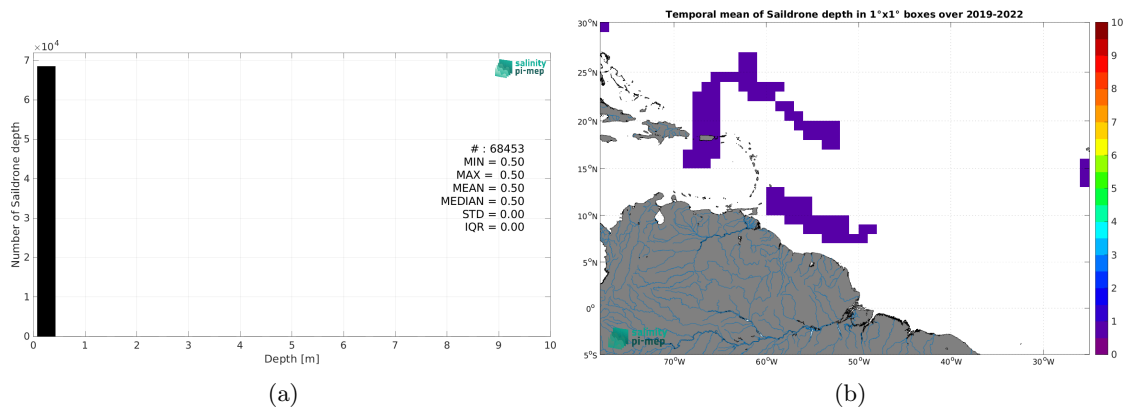 ×10⁴
7
6
5
4
3
2
1
0
Number of Saildrone depth
0 1 2 3 4 5 6 7 8 9 10
Depth [m]
salinity
pi-mep
# : 68453
MIN = 0.50
MAX = 0.50
MEAN = 0.50
MEDIAN = 0.50
STD = 0.00
IQR = 0.00
(a)
Temporal mean of Saildrone depth in 1°x1° boxes over 2019-2022
30°N
25°N
20°N
15°N
10°N
5°N
0°
5°S
70°W 60°W 50°W 40°W 30°W
salinity
pi-mep
10
9
8
7
6
5
4
3
2
1
0
(b)